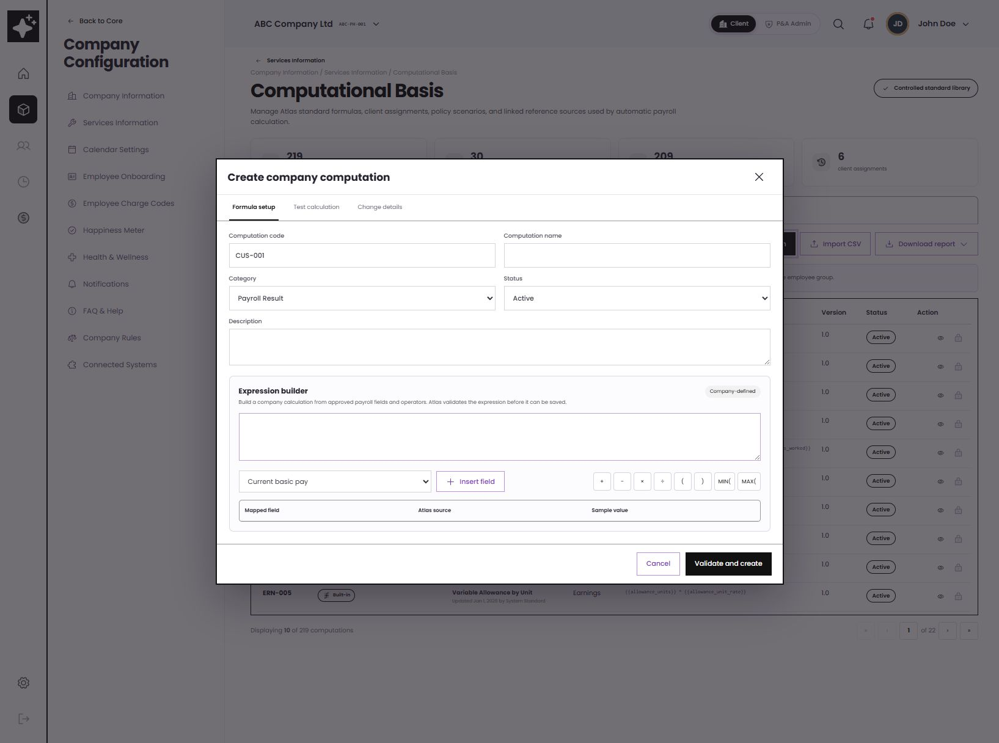 Back to Core
Company
Configuration
Company Information
Services Information
Calendar Settings
Employee Onboarding
Employee Charge Codes
Happiness Meter
Health & Wellness
Notifications
FAQ & Help
Company Rules
Connected Systems
ABC Company Ltd ABC-PH-001
Client P&A Admin
JD John Doe
← Services Information
Company Information / Services Information / Computational Basis
Computational Basis
Controlled standard library
Manage Atlas standard formulas, client assignments, policy scenarios, and linked reference sources used by automatic payroll
calculation.
219 30 209 6
client assignments
Import CSV Download report
employee group.
Create company computation
Formula setup Test calculation Change details
Computation code Computation name
CUS-001
Category Status
Payroll Result Active
Description
Expression builder Company-defined
Build a company calculation from approved payroll fields and operators. Atlas validates the expression before it can be saved.
Current basic pay + Insert field + - × ÷ ( ) MIN( MAX(
Mapped field Atlas source Sample value
Cancel Validate and create
Version Status Action
1.0 Active
1.0 Active
1.0 Active
1.0 Active
s_worked}} 1.0 Active
1.0 Active
1.0 Active
1.0 Active
1.0 Active
ERN-005 Built-in Variable Allowance by Unit Earnings {{allowance_units}} * {{allowance_unit_rate}} 1.0 Active
Updated Jan 1, 2026 by System Standard
Displaying 10 of 219 computations « ‹ 1 of 22 › »